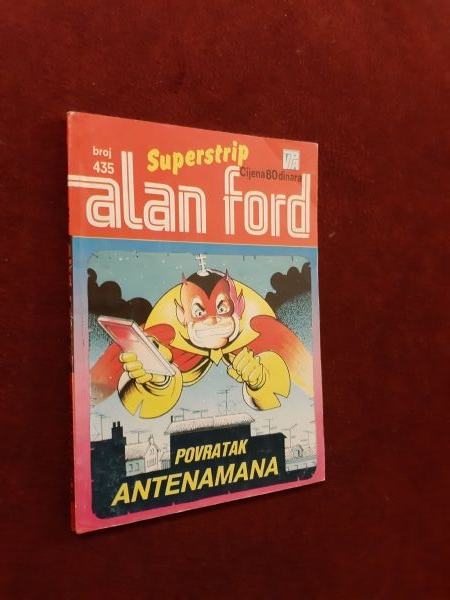 broj
435
Superstrip
Cijena 80 dinara
alan ford
POVRATAK
ANTENAMANA